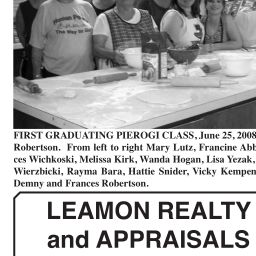 FIRST GRADUATING PIEROGI CLASS, June 25, 2008
Robertson. From left to right Mary Lutz, Francine Abb
ces Wichkoski, Melissa Kirk, Wanda Hogan, Lisa Yezak,
Wierzbicki, Rayma Bara, Hattie Snider, Vicky Kempen
Demny and Frances Robertson.
LEAMON REALTY
and APPRAISALS